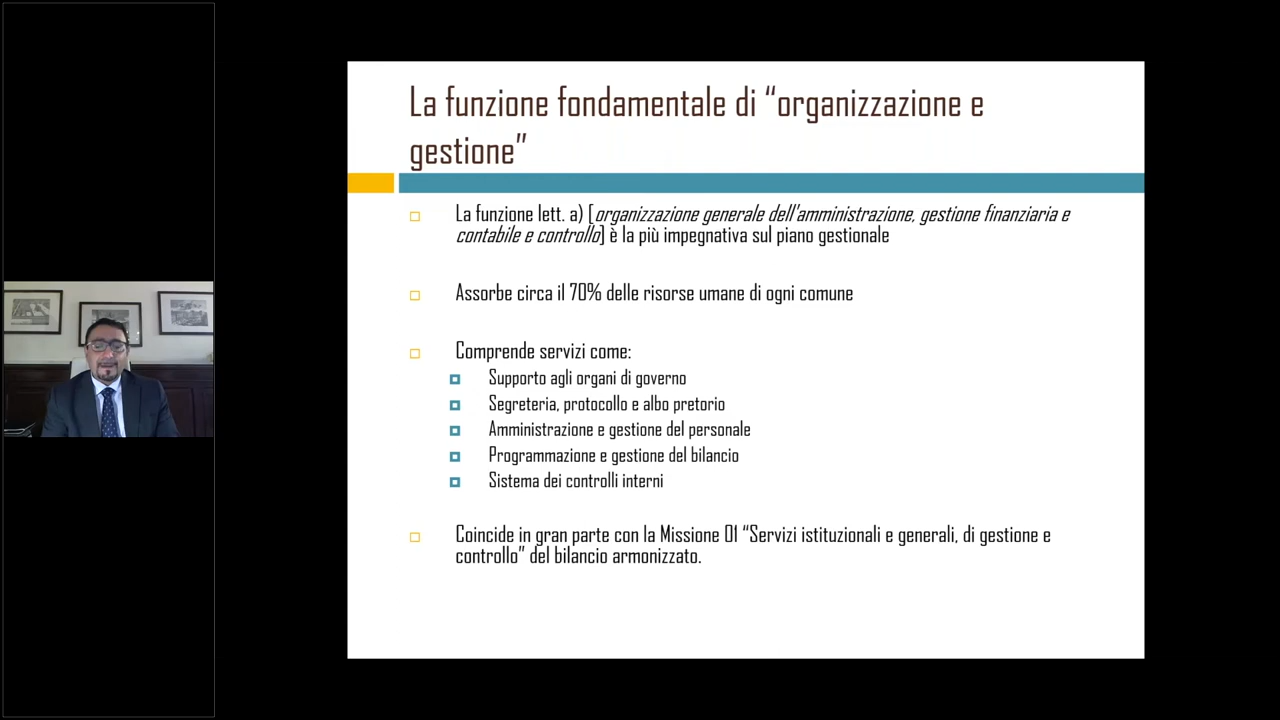 La funzione fondamentale di “organizzazione e
gestione”
La funzione lett. a) [organizzazione generale dell'amministrazione, gestione finanziaria e
contabile e controllo] è la più impegnativa sul piano gestionale
Assorbe circa il 70% delle risorse umane di ogni comune
Comprende servizi come:
Supporto agli organi di governo
Segreteria, protocollo e albo pretorio
Amministrazione e gestione del personale
Programmazione e gestione del bilancio
Sistema dei controlli interni
Coincide in gran parte con la Missione 01 “Servizi istituzionali e generali, di gestione e
controllo” del bilancio armonizzato.